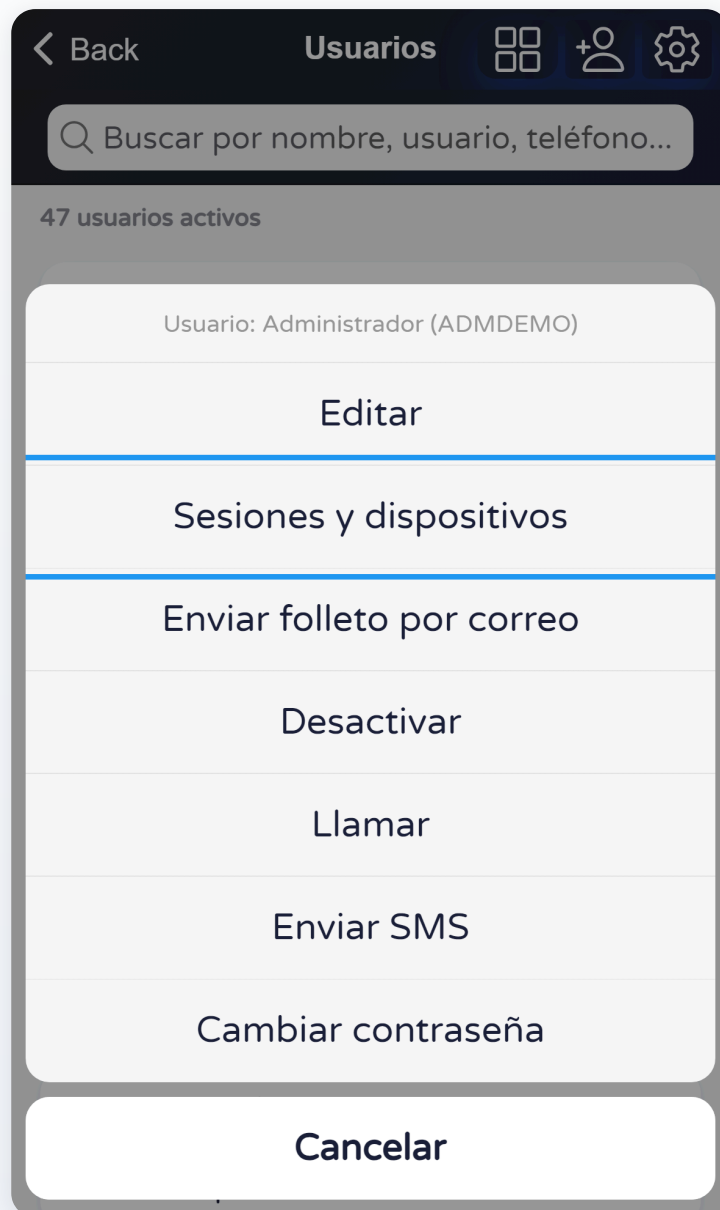 Back
Usuarios
Buscar por nombre, usuario, teléfono...
47 usuarios activos
Usuario: Administrador (ADMDEMO)
Editar
Sesiones y dispositivos
Enviar folleto por correo
Desactivar
Llamar
Enviar SMS
Cambiar contraseña
Cancelar